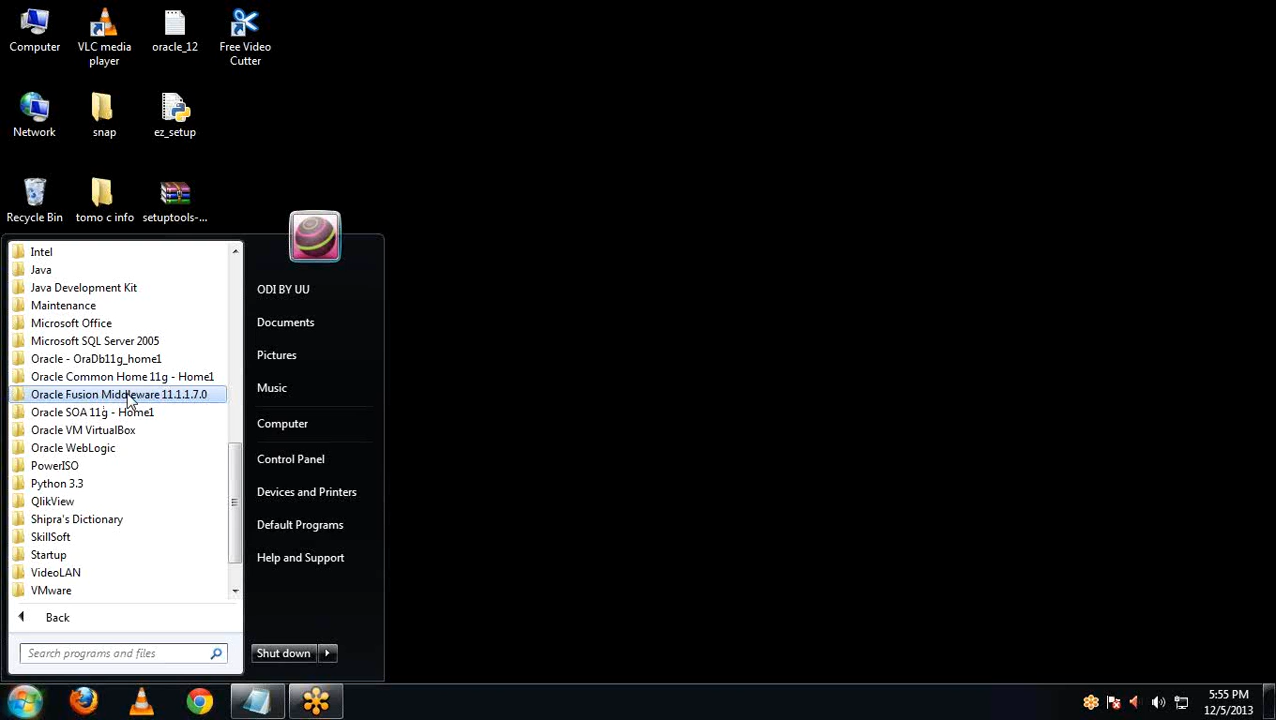 Computer
VLC media
player
oracle_12
Free Video
Cutter
Network
snap
ez_setup
Recycle Bin
tomo c info
setuptools-...
Intel
Java
Java Development Kit
Maintenance
Microsoft Office
Microsoft SQL Server 2005
Oracle - OraDb11g_home1
Oracle Common Home 11g - Home1
Oracle Fusion Middleware 11.1.1.7.0
Oracle SOA 11g - Home1
Oracle VM VirtualBox
Oracle WebLogic
PowerISO
Python 3.3
QlikView
Shipra's Dictionary
SkillSoft
Startup
VideoLAN
VMware
Back
Search programs and files
ODI BY UU
Documents
Pictures
Music
Computer
Control Panel
Devices and Printers
Default Programs
Help and Support
Shut down
5:55 PM
12/5/2013